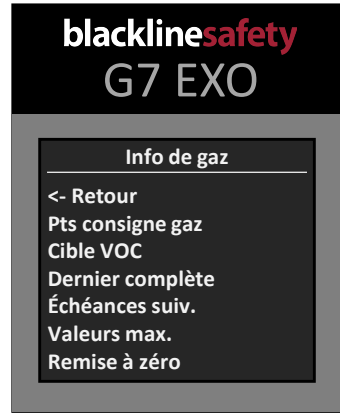 blacklinesafety
G7 EXO
Info de gaz
<- Retour
Pts consigne gaz
Cible VOC
Dernier complète
Échéances suiv.
Valeurs max.
Remise à zéro